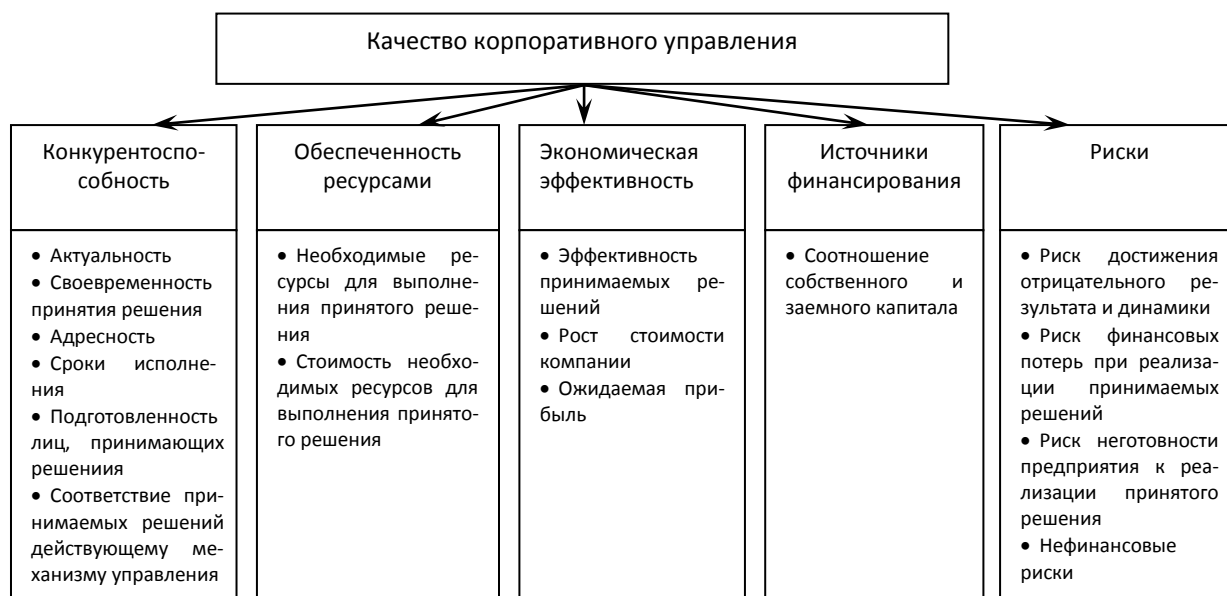 Качество корпоративного управления
Конкурентоспо-
собность
• Актуальность
• Своевременность
принятия решения
• Адресность
• Сроки исполне-
ния
• Подготовленность
лиц, принимающих
решениия
• Соответствие при-
нимаемых решений
действующему ме-
ханизму управления
Обеспеченность
ресурсами
• Необходимые ре-
сурсы для выполне-
ния принятого реше-
ния
• Стоимость необхо-
димых ресурсов для
выполнения принято-
го решения
Экономическая
эффективность
• Эффективность
принимаемых ре-
шений
• Рост стоимости
компании
• Ожидаемая при-
быль
Источники
финансирования
• Соотношение
собственного и
заемного капитала
Риски
• Риск достижения
отрицательного ре-
зультата и динамики
• Риск финансовых
потерь при реализа-
ции принимаемых
решений
• Риск неготовности
предприятия к реа-
лизации принятого
решения
• Нефинансовые
риски